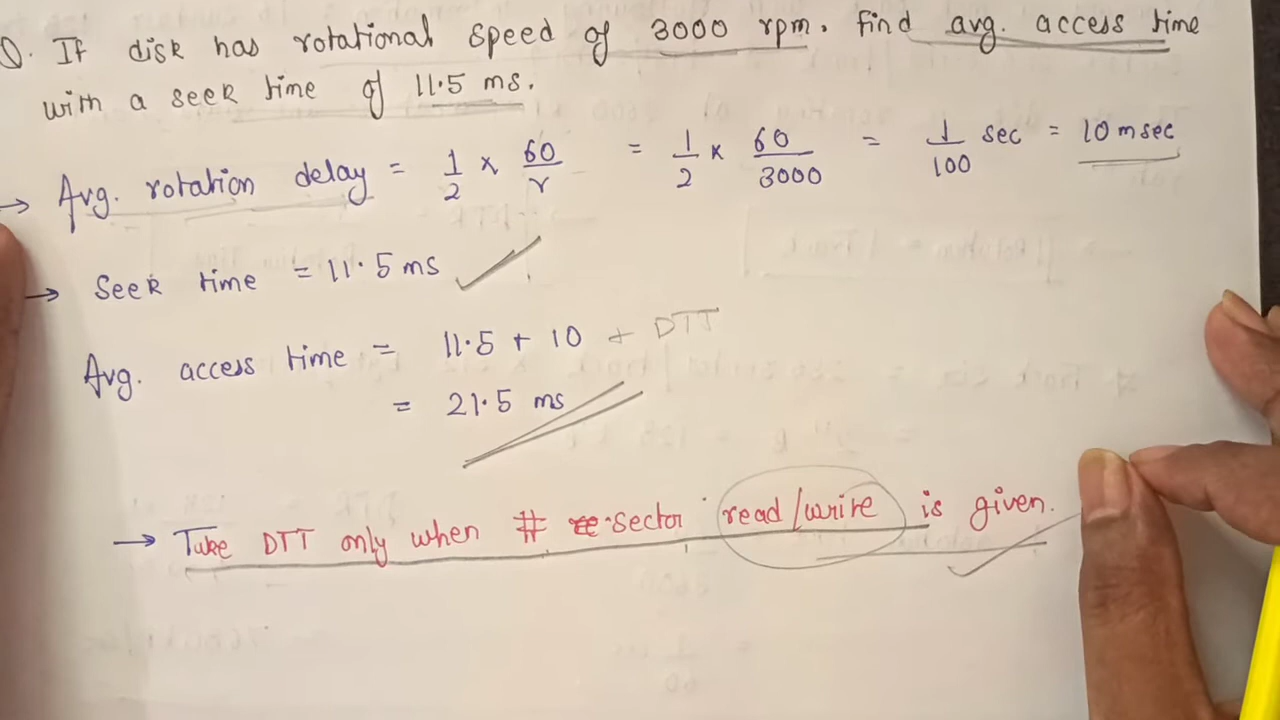 Q. If disk has rotational speed of 3000 rpm. Find avg. access time
with a seek time of 11.5 ms.
→ Avg. rotation delay = 1/2 × 60/r = 1/2 × 60/3000 = 1/100 sec = 10 msec
→ Seek time = 11.5 ms
Avg. access time = 11.5 + 10 + DTT
= 21.5 ms
→ Take DTT only when # sector read/write is given.